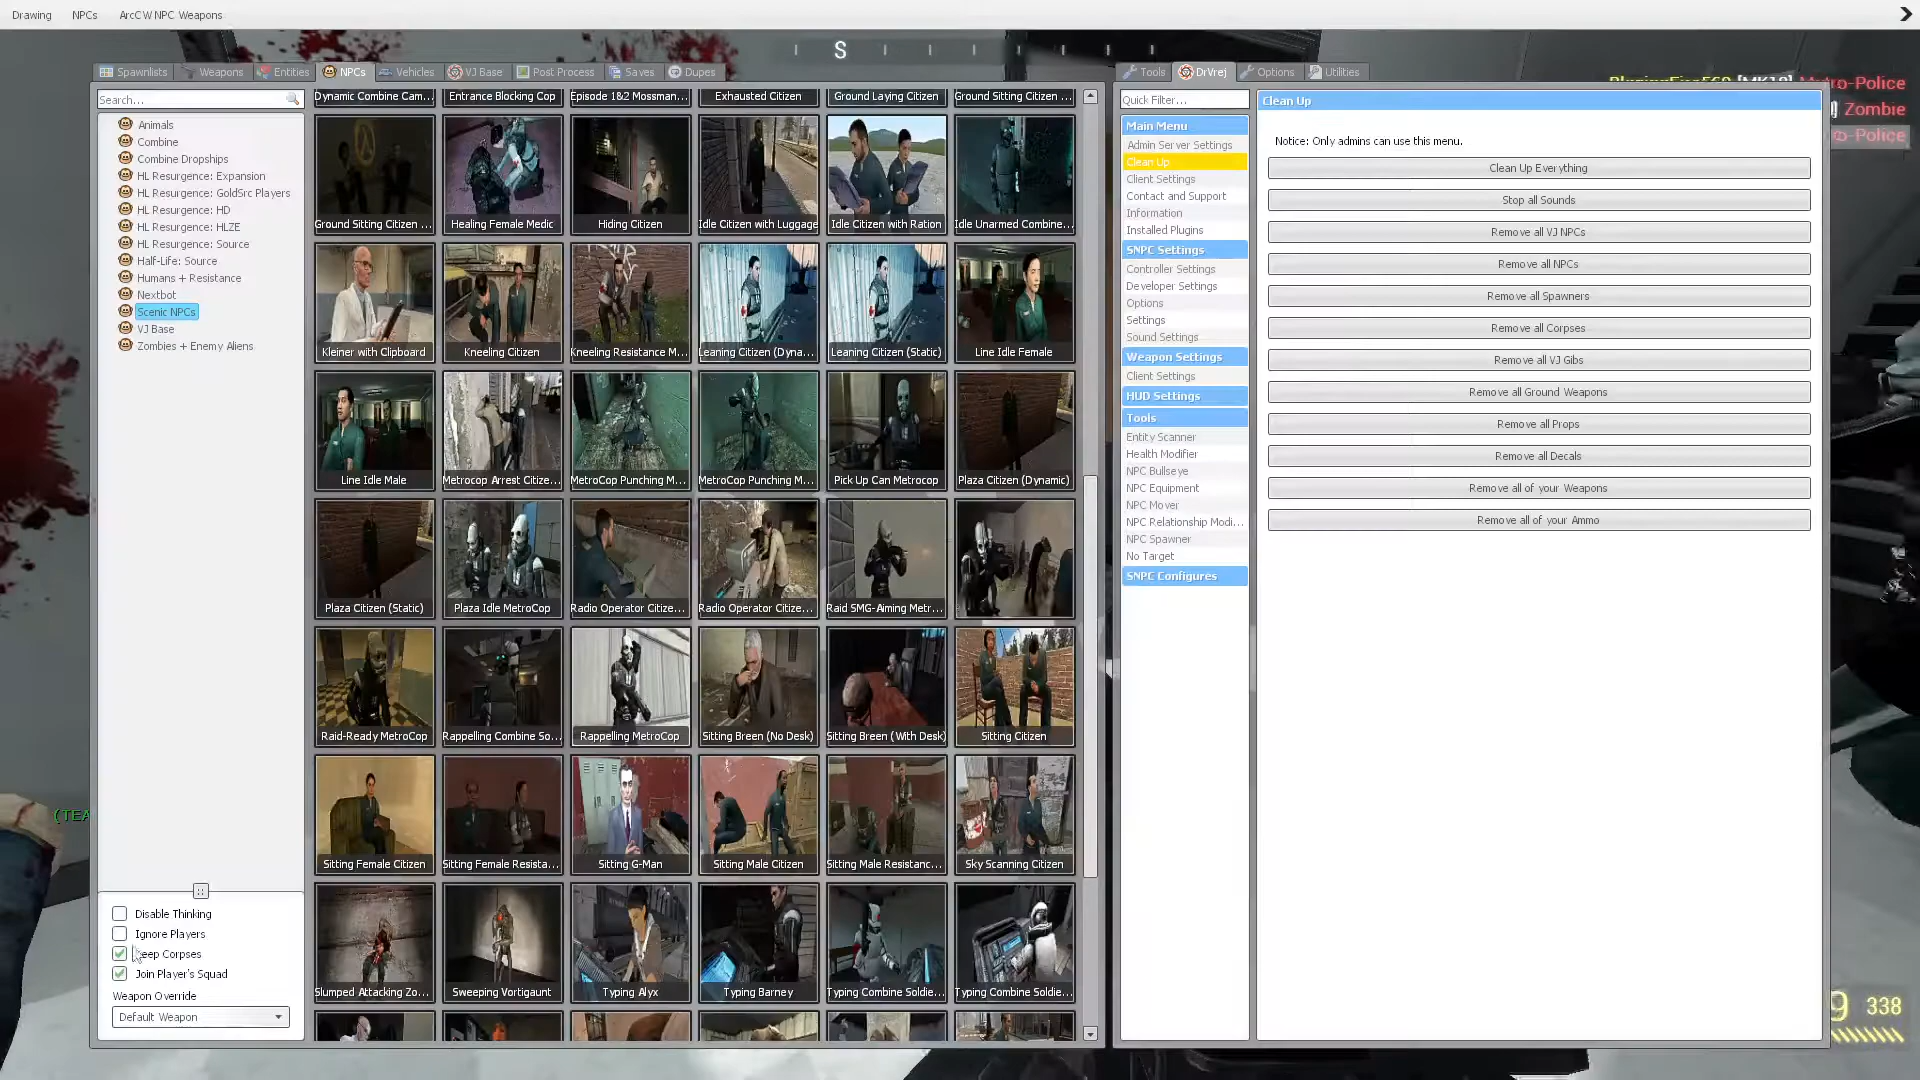 Drawing NPCs ArcCW NPC Weapons
S
Spawnlists Weapons Entities NPCs Vehicles VJ Base Post Process Saves Dupes
Search...
Animals
Combine
Combine Dropships
HL Resurgence: Expansion
HL Resurgence: GoldSrc Players
HL Resurgence: HD
HL Resurgence: HLZE
HL Resurgence: Source
Half-Life: Source
Humans + Resistance
Nextbot
Scenic NPCs
VJ Base
Zombies + Enemy Aliens
Disable Thinking
Ignore Players
eep Corpses
Join Player's Squad
Weapon Override
Default Weapon
Dynamic Combine Cam... Entrance Blocking Cop Episode 1&2 Mossman... Exhausted Citizen Ground Laying Citizen Ground Sitting Citizen ...
Ground Sitting Citizen ... Healing Female Medic Hiding Citizen Idle Citizen with Luggage Idle Citizen with Ration Idle Unarmed Combine...
Kleiner with Clipboard Kneeling Citizen Kneeling Resistance M... Leaning Citizen (Dyna... Leaning Citizen (Static) Line Idle Female
Line Idle Male Metrocop Arrest Citize... MetroCop Punching M... MetroCop Punching M... Pick Up Can Metrocop Plaza Citizen (Dynamic)
Plaza Citizen (Static) Plaza Idle MetroCop Radio Operator Citize... Radio Operator Citize... Raid SMG-Aiming Metr...
Raid-Ready MetroCop Rappelling Combine So... Rappelling MetroCop Sitting Breen (No Desk) Sitting Breen (With Desk) Sitting Citizen
Sitting Female Citizen Sitting Female Resista... Sitting G-Man Sitting Male Citizen Sitting Male Resistanc... Sky Scanning Citizen
Slumped Attacking Zo... Sweeping Vortigaunt Typing Alyx Typing Barney Typing Combine Soldie... Typing Combine Soldie...
Tools DrVrej Options Utilities
Quick Filter...
Main Menu
Admin Server Settings
Clean Up
Client Settings
Contact and Support
Information
Installed Plugins
SNPC Settings
Controller Settings
Developer Settings
Options
Settings
Sound Settings
Weapon Settings
Client Settings
HUD Settings
Tools
Entity Scanner
Health Modifier
NPC Bullseye
NPC Equipment
NPC Mover
NPC Relationship Modi...
NPC Spawner
No Target
SNPC Configures
Clean Up
Notice: Only admins can use this menu.
Clean Up Everything
Stop all Sounds
Remove all VJ NPCs
Remove all NPCs
Remove all Spawners
Remove all Corpses
Remove all VJ Gibs
Remove all Ground Weapons
Remove all Props
Remove all Decals
Remove all of your Weapons
Remove all of your Ammo
ro-Police
Zombie
ro-Police
(TEA
9 338